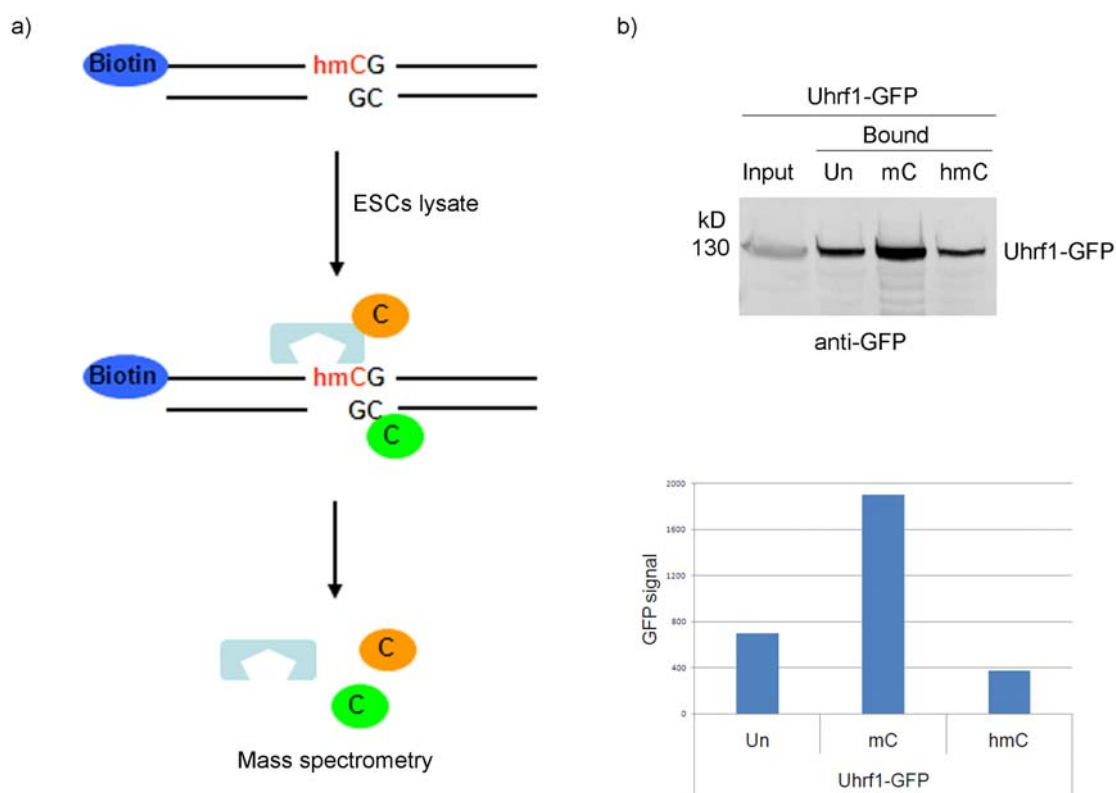 a)
Biotin
hmCG
GC
ESCs lysate
C
Biotin
hmCG
GC
C
C
C
Mass spectrometry
b)
Uhrf1-GFP
Bound
Input Un mC hmC
kD
130
Uhrf1-GFP
anti-GFP
2000
1600
1200
800
400
0
GFP signal
Un mC hmC
Uhrf1-GFP